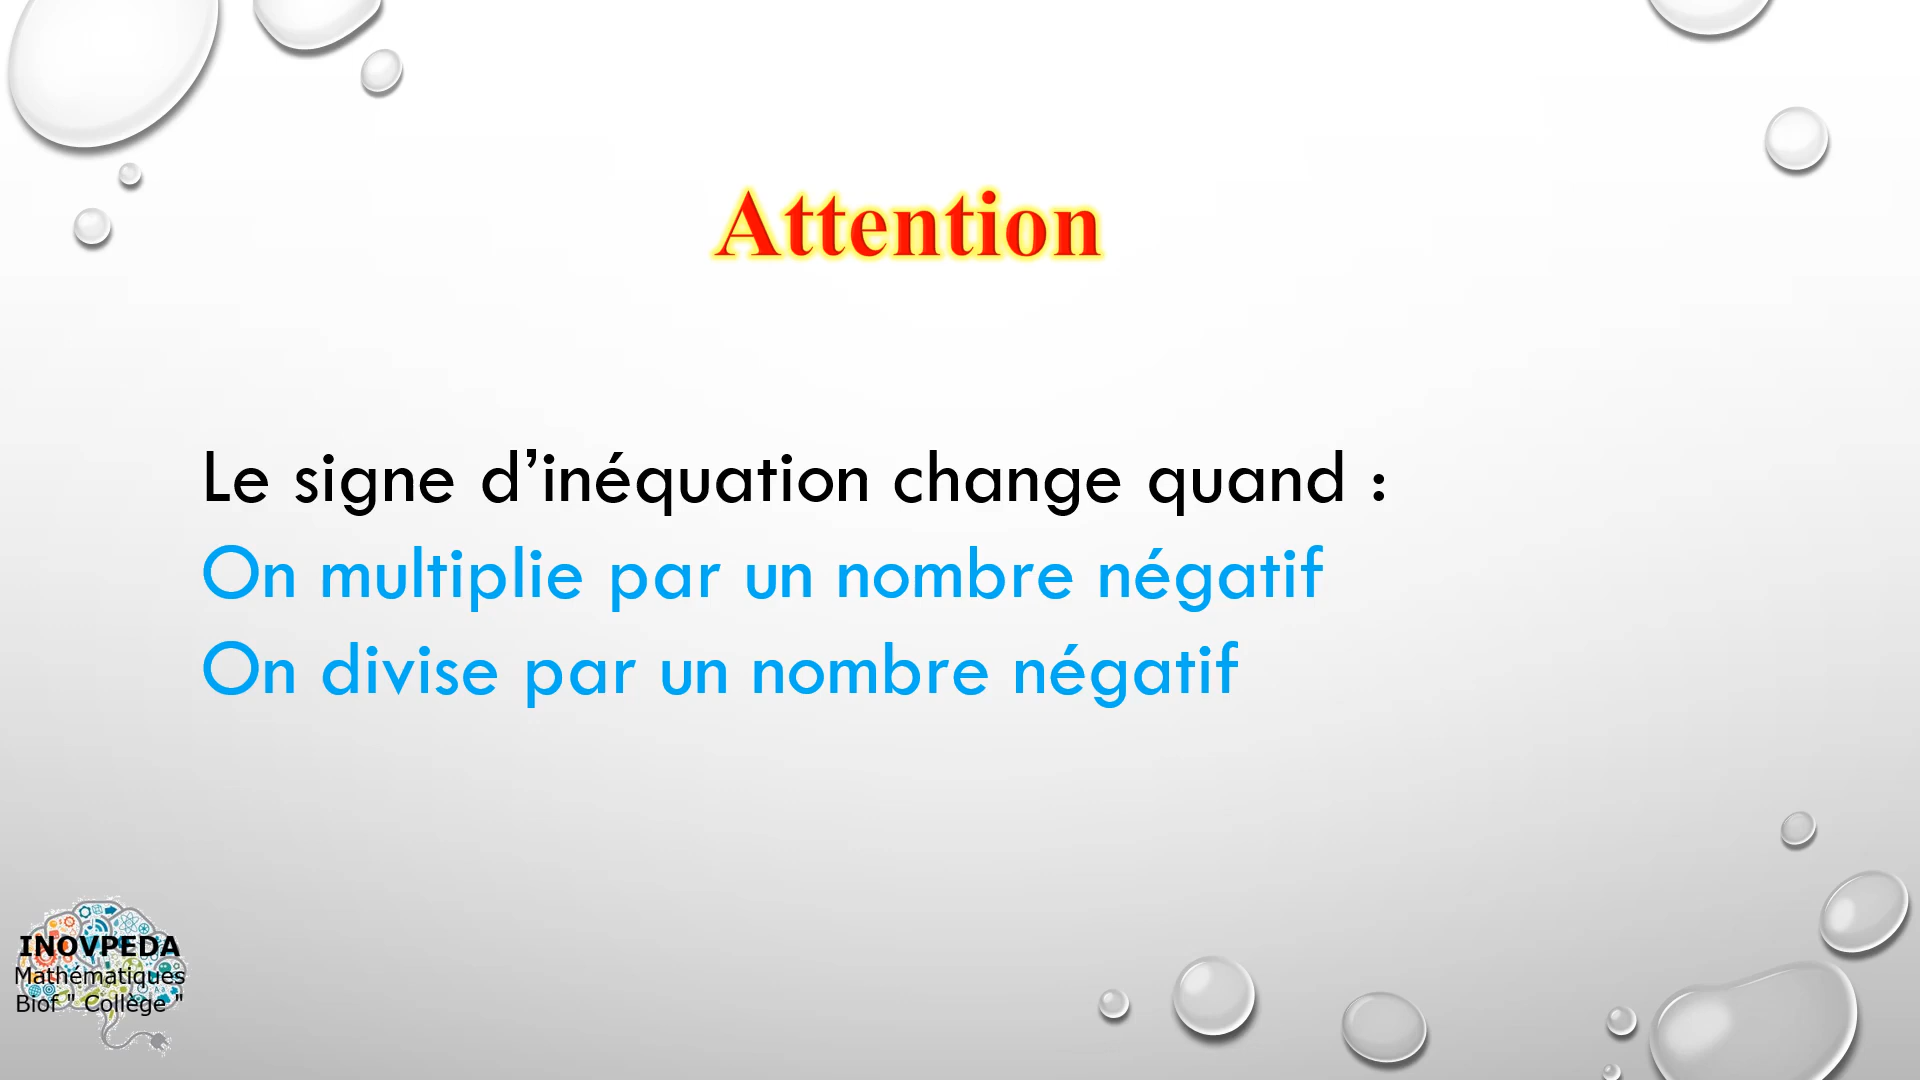 Attention
Le signe d’inéquation change quand :
On multiplie par un nombre négatif
On divise par un nombre négatif
INOVPEDA
Mathématiques
Biof " Collège "